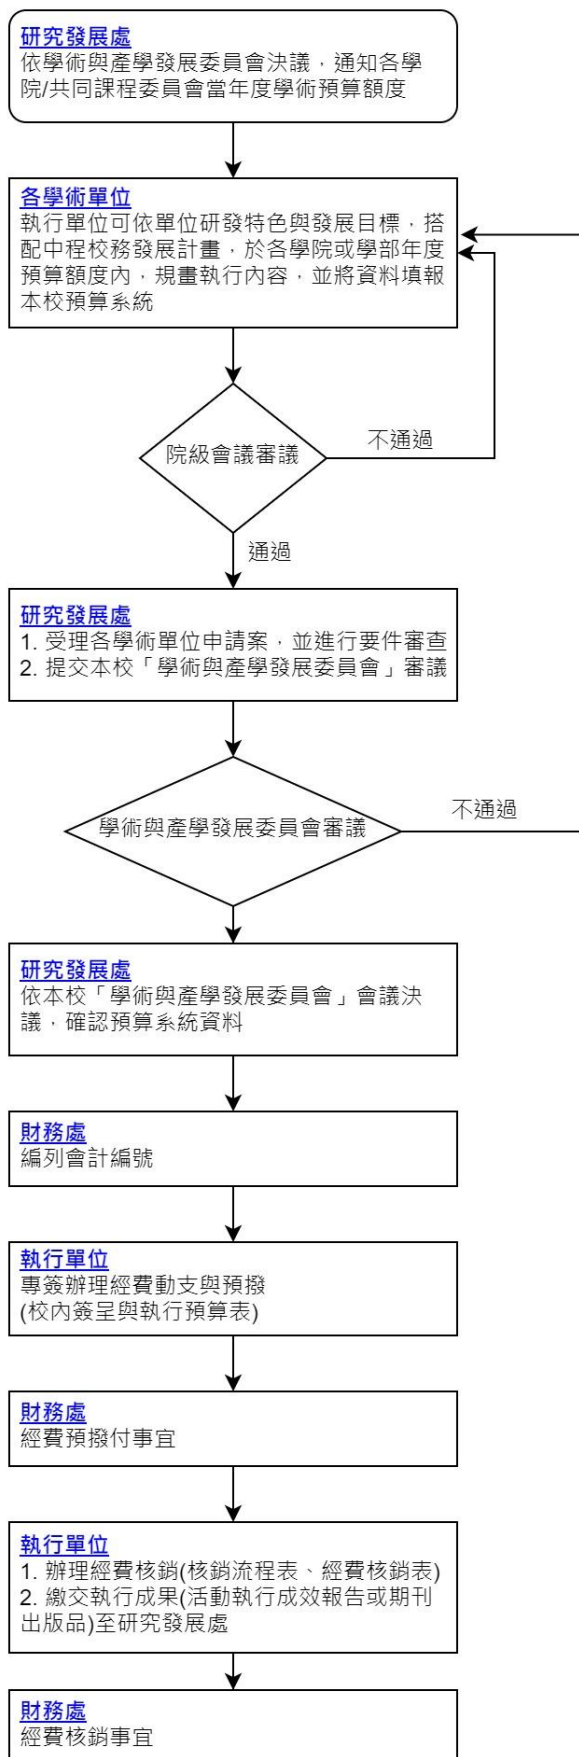 研究發展處
依學術與產學發展委員會決議，通知各學
院/共同課程委員會當年度學術預算額度
各學術單位
執行單位可依單位研發特色與發展目標，搭
配中程校務發展計畫，於各學院或學部年度
預算額度內，規畫執行內容，並將資料填報
本校預算系統
院級會議審議
不通過
通過
研究發展處
1. 受理各學術單位申請案，並進行要件審查
2. 提交本校「學術與產學發展委員會」審議
學術與產學發展委員會審議
不通過
研究發展處
依本校「學術與產學發展委員會」會議決
議，確認預算系統資料
財務處
編列會計編號
執行單位
專簽辦理經費動支與預撥
(校內簽呈與執行預算表)
財務處
經費預撥付事宜
執行單位
1. 辦理經費核銷(核銷流程表、經費核銷表)
2. 繳交執行成果(活動執行成效報告或期刊
出版品)至研究發展處
財務處
經費核銷事宜